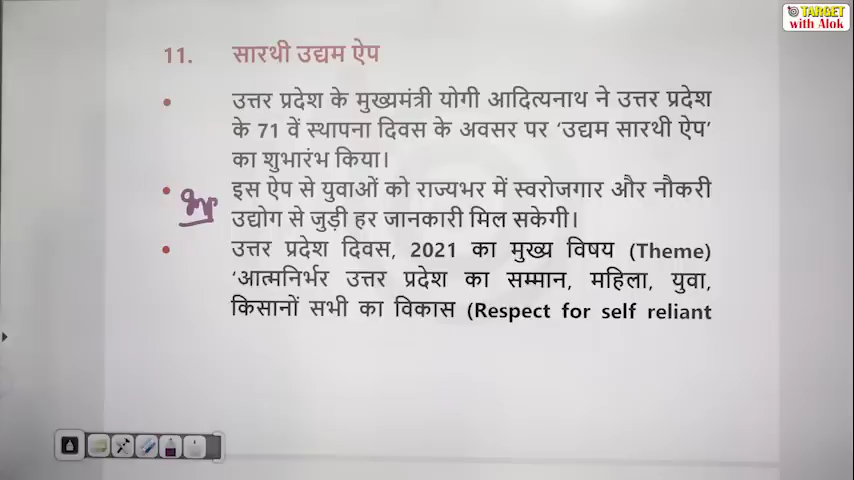 TARGET
with Alok
11. सारथी उद्यम ऐप
• उत्तर प्रदेश के मुख्यमंत्री योगी आदित्यनाथ ने उत्तर प्रदेश
के 71 वें स्थापना दिवस के अवसर पर ‘उद्यम सारथी ऐप’
का शुभारंभ किया।
• इस ऐप से युवाओं को राज्यभर में स्वरोजगार और नौकरी
उद्योग से जुड़ी हर जानकारी मिल सकेगी।
• उत्तर प्रदेश दिवस, 2021 का मुख्य विषय (Theme)
‘आत्मनिर्भर उत्तर प्रदेश का सम्मान, महिला, युवा,
किसानों सभी का विकास (Respect for self reliant